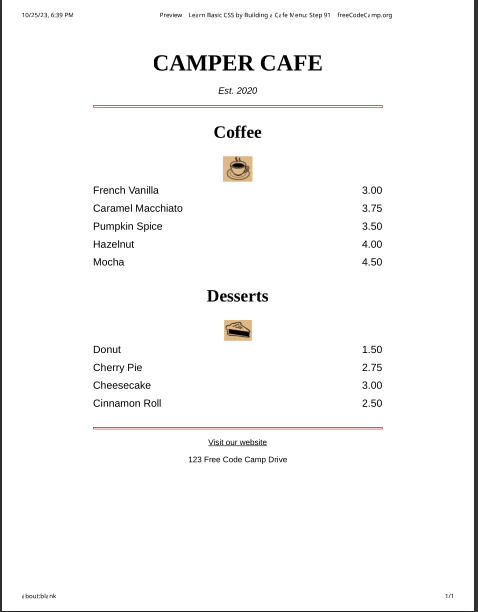 10/25/23, 6:39 PM Preview Learn Basic CSS by Building a Cafe Menu: Step 91 freeCodeCamp.org
CAMPER CAFE
Est. 2020
Coffee
French Vanilla 3.00
Caramel Macchiato 3.75
Pumpkin Spice 3.50
Hazelnut 4.00
Mocha 4.50
Desserts
Donut 1.50
Cherry Pie 2.75
Cheesecake 3.00
Cinnamon Roll 2.50
Visit our website
123 Free Code Camp Drive
about:blank 1/1